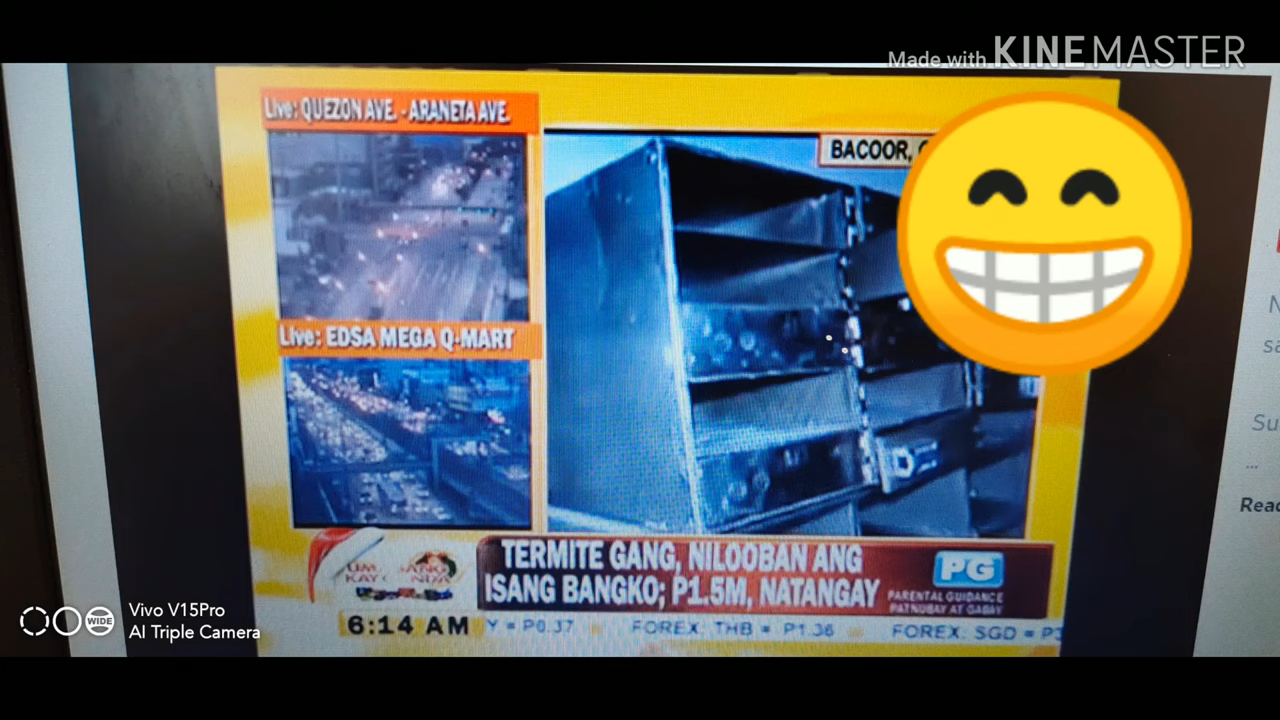 Made with KINEMASTER
Live: QUEZON AVE. - ARANETA AVE.
BACOOR,
Live: EDSA MEGA Q-MART
TERMITE GANG, NILOOBAN ANG
ISANG BANGKO; P1.5M, NATANGAY
PG
PARENTAL GUIDANCE
PATNUBAY AT GABAY
6:14 AM
Y = P0.37 FOREX: THB = P1.36 FOREX: SGD = P3
Read
WIDE
Vivo V15Pro
AI Triple Camera